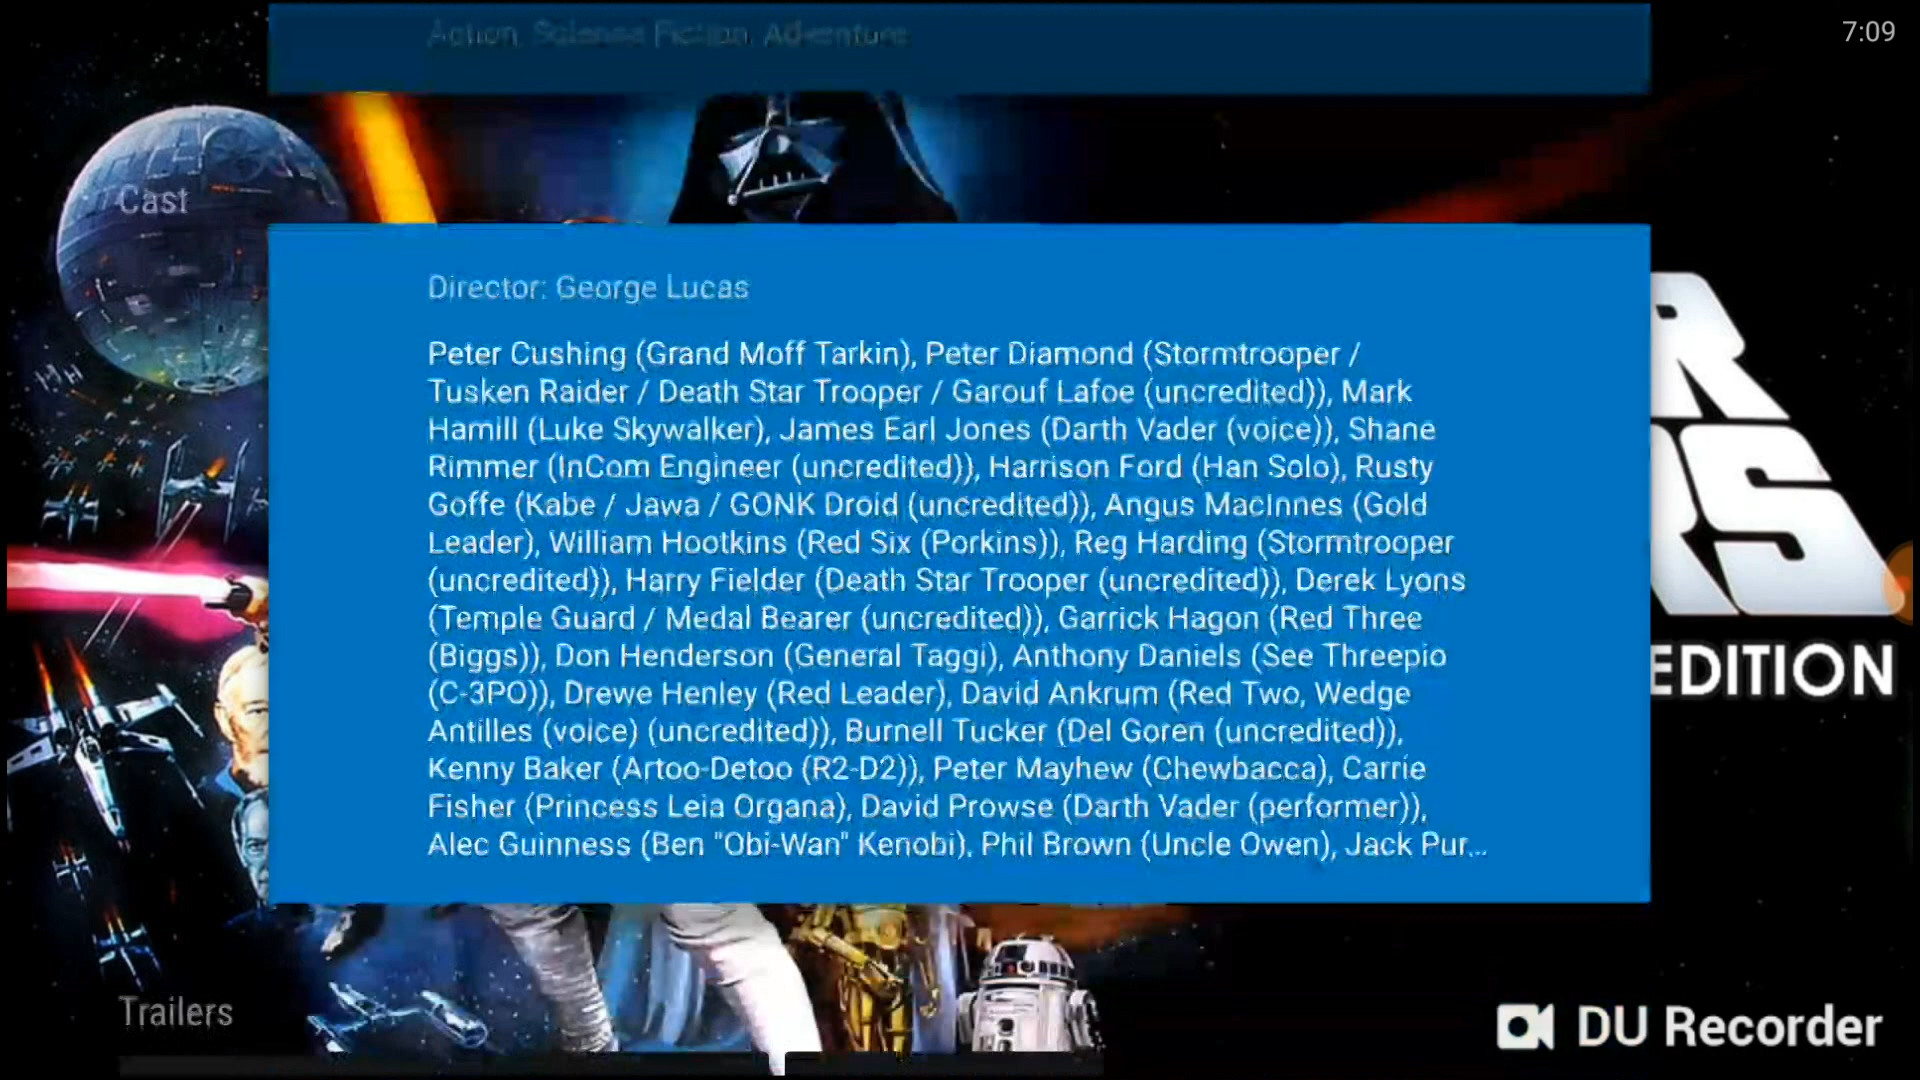 7:09
Action, Science Fiction, Adventure
Cast
Director: George Lucas
Peter Cushing (Grand Moff Tarkin), Peter Diamond (Stormtrooper /
Tusken Raider / Death Star Trooper / Garouf Lafoe (uncredited)), Mark
Hamill (Luke Skywalker), James Earl Jones (Darth Vader (voice)), Shane
Rimmer (InCom Engineer (uncredited)), Harrison Ford (Han Solo), Rusty
Goffe (Kabe / Jawa / GONK Droid (uncredited)), Angus MacInnes (Gold
Leader), William Hootkins (Red Six (Porkins)), Reg Harding (Stormtrooper
(uncredited)), Harry Fielder (Death Star Trooper (uncredited)), Derek Lyons
(Temple Guard / Medal Bearer (uncredited)), Garrick Hagon (Red Three
(Biggs)), Don Henderson (General Taggi), Anthony Daniels (See Threepio
(C-3PO)), Drewe Henley (Red Leader), David Ankrum (Red Two, Wedge
Antilles (voice) (uncredited)), Burnell Tucker (Del Goren (uncredited)),
Kenny Baker (Artoo-Detoo (R2-D2)), Peter Mayhew (Chewbacca), Carrie
Fisher (Princess Leia Organa), David Prowse (Darth Vader (performer)),
Alec Guinness (Ben "Obi-Wan" Kenobi), Phil Brown (Uncle Owen), Jack Pur...
R
RS
EDITION
Trailers
DU Recorder